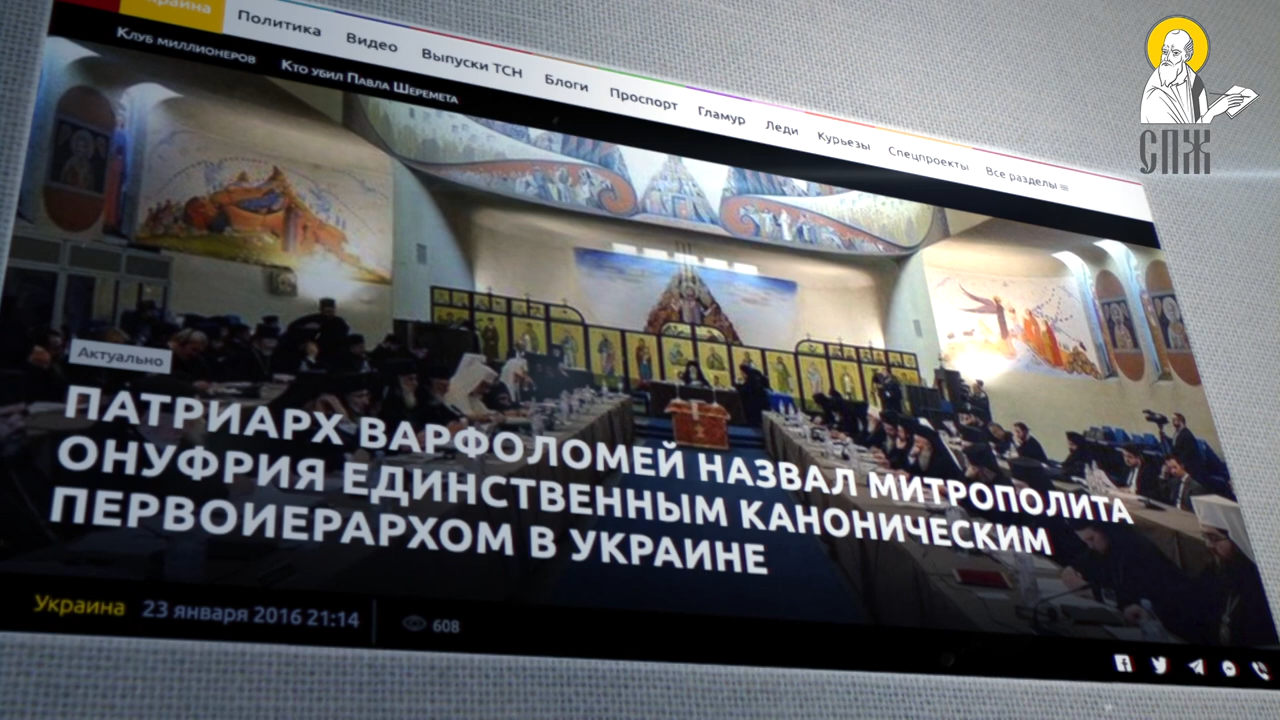 Украина
Политика Видео Выпуски ТСН Блоги Проспорт Гламур Леди Курьезы Спецпроекты Все разделы
Клуб миллионеров Кто убил Павла Шеремета
СПЖ
Актуально
ПАТРИАРХ ВАРФОЛОМЕЙ НАЗВАЛ МИТРОПОЛИТА
ОНУФРИЯ ЕДИНСТВЕННЫМ КАНОНИЧЕСКИМ
ПЕРВОИЕРАРХОМ В УКРАИНЕ
Украина 23 января 2016 21:14 608